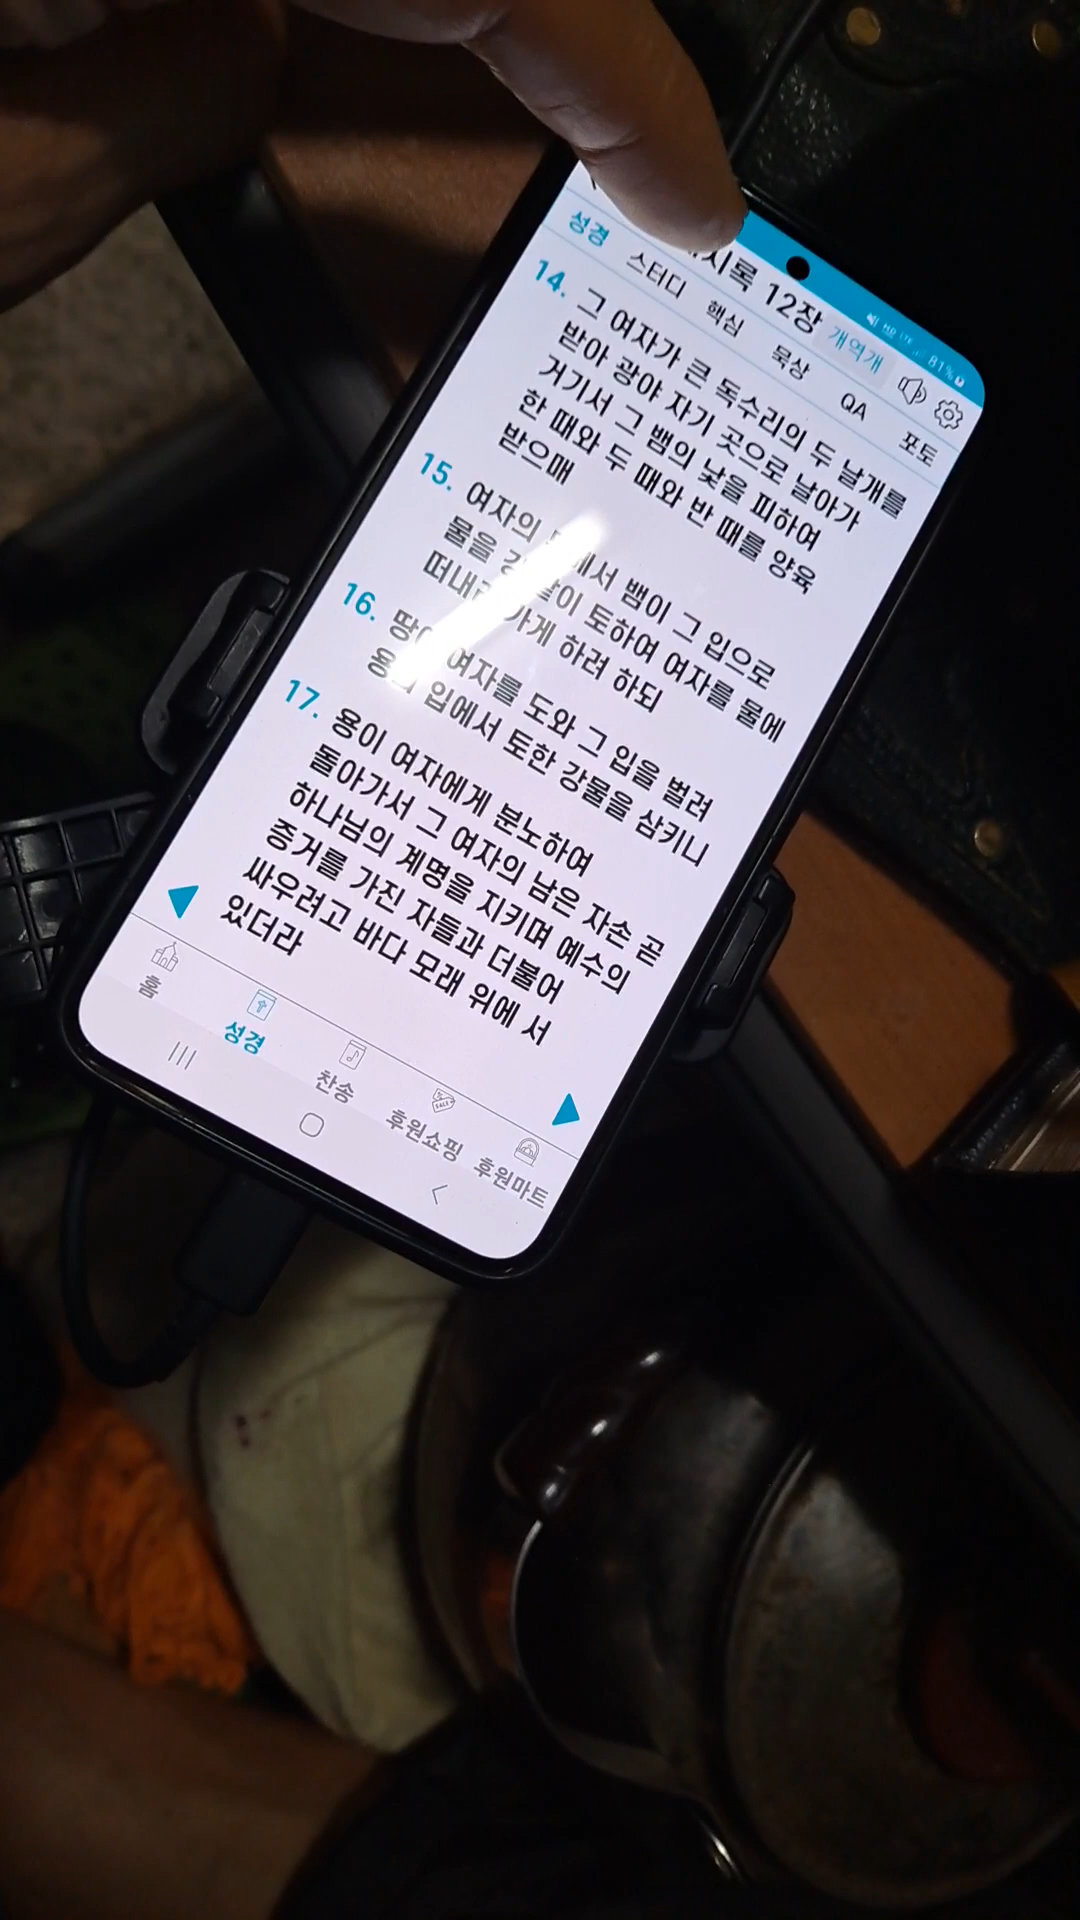 시록 12장 개역개
81%
성경 스터디 핵심 묵상 QA 포토
14. 그 여자가 큰 독수리의 두 날개를
받아 광야 자기 곳으로 날아가
거기서 그 뱀의 낯을 피하여
한 때와 두 때와 반 때를 양육
받으매
15. 여자의 에서 뱀이 그 입으로
물을 강 같이 토하여 여자를 물에
떠내려 가게 하려 하되
16. 땅이 여자를 도와 그 입을 벌려
용의 입에서 토한 강물을 삼키니
17. 용이 여자에게 분노하여
돌아가서 그 여자의 남은 자손 곧
하나님의 계명을 지키며 예수의
증거를 가진 자들과 더불어
싸우려고 바다 모래 위에 서
있더라
홈 성경 찬송 후원쇼핑 후원마트